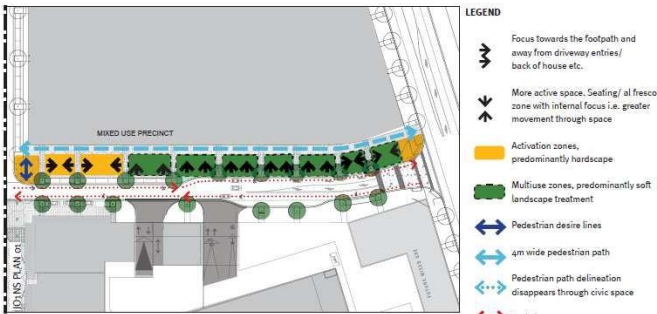 LEGEND
Focus towards the footpath and
away from driveway entries/
back of house etc.
More active space. Seating/ al fresco
zone with internal focus i.e. greater
movement through space
Activation zones,
predominantly hardscape
Multiuse zones, predominantly soft
landscape treatment
Pedestrian desire lines
4m wide pedestrian path
Pedestrian path delineation
disappears through civic space
MIXED USE PRECINCT
JOINS PLAN 01